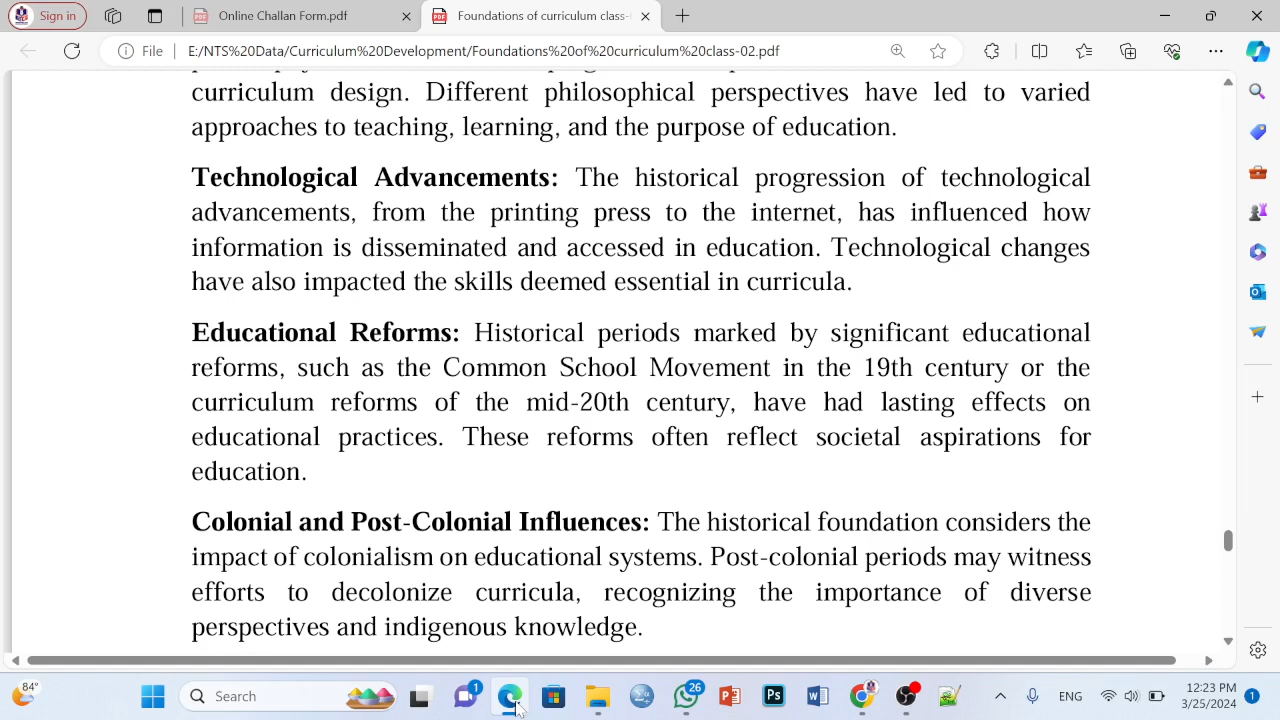 Sign in
Online Challan Form.pdf
Foundations of curriculum class-
File
E:/NTS%20Data/Curriculum%20Development/Foundations%20of%20curriculum%20class-02.pdf
curriculum design. Different philosophical perspectives have led to varied
approaches to teaching, learning, and the purpose of education.
Technological Advancements: The historical progression of technological
advancements, from the printing press to the internet, has influenced how
information is disseminated and accessed in education. Technological changes
have also impacted the skills deemed essential in curricula.
Educational Reforms: Historical periods marked by significant educational
reforms, such as the Common School Movement in the 19th century or the
curriculum reforms of the mid-20th century, have had lasting effects on
educational practices. These reforms often reflect societal aspirations for
education.
Colonial and Post-Colonial Influences: The historical foundation considers the
impact of colonialism on educational systems. Post-colonial periods may witness
efforts to decolonize curricula, recognizing the importance of diverse
perspectives and indigenous knowledge.
84°
Search
1
26
Ps
ENG
12:23 PM
3/25/2024
1